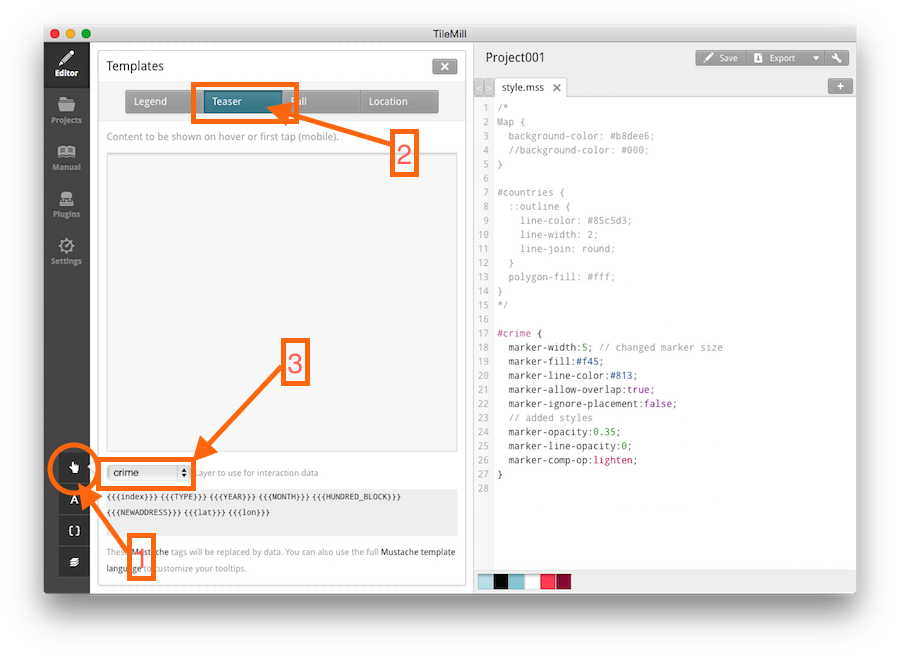 TileMill
Editor
Projects
Manual
Plugins
Settings
A
Templates
Legend
Teaser
Full
Location
Content to be shown on hover or first tap (mobile).
2
3
crime
Layer to use for interaction data
{{{index}}} {{{TYPE}}} {{{YEAR}}} {{{MONTH}}} {{{HUNDRED_BLOCK}}}
{{{NEWADDRESS}}} {{{lat}}} {{{lon}}}
These Mustache tags will be replaced by data. You can also use the full Mustache template
language to customize your tooltips.
1
Project001
Save
Export
style.mss
1 /*
2 Map {
3 background-color: #b8dee6;
4 //background-color: #000;
5 }
6
7 #countries {
8 ::outline {
9 line-color: #85c5d3;
10 line-width: 2;
11 line-join: round;
12 }
13 polygon-fill: #fff;
14 }
15 */
16
17 #crime {
18 marker-width:5; // changed marker size
19 marker-fill:#f45;
20 marker-line-color:#813;
21 marker-allow-overlap:true;
22 marker-ignore-placement:false;
23 // added styles
24 marker-opacity:0.35;
25 marker-line-opacity:0;
26 marker-comp-op:lighten;
27 }
28